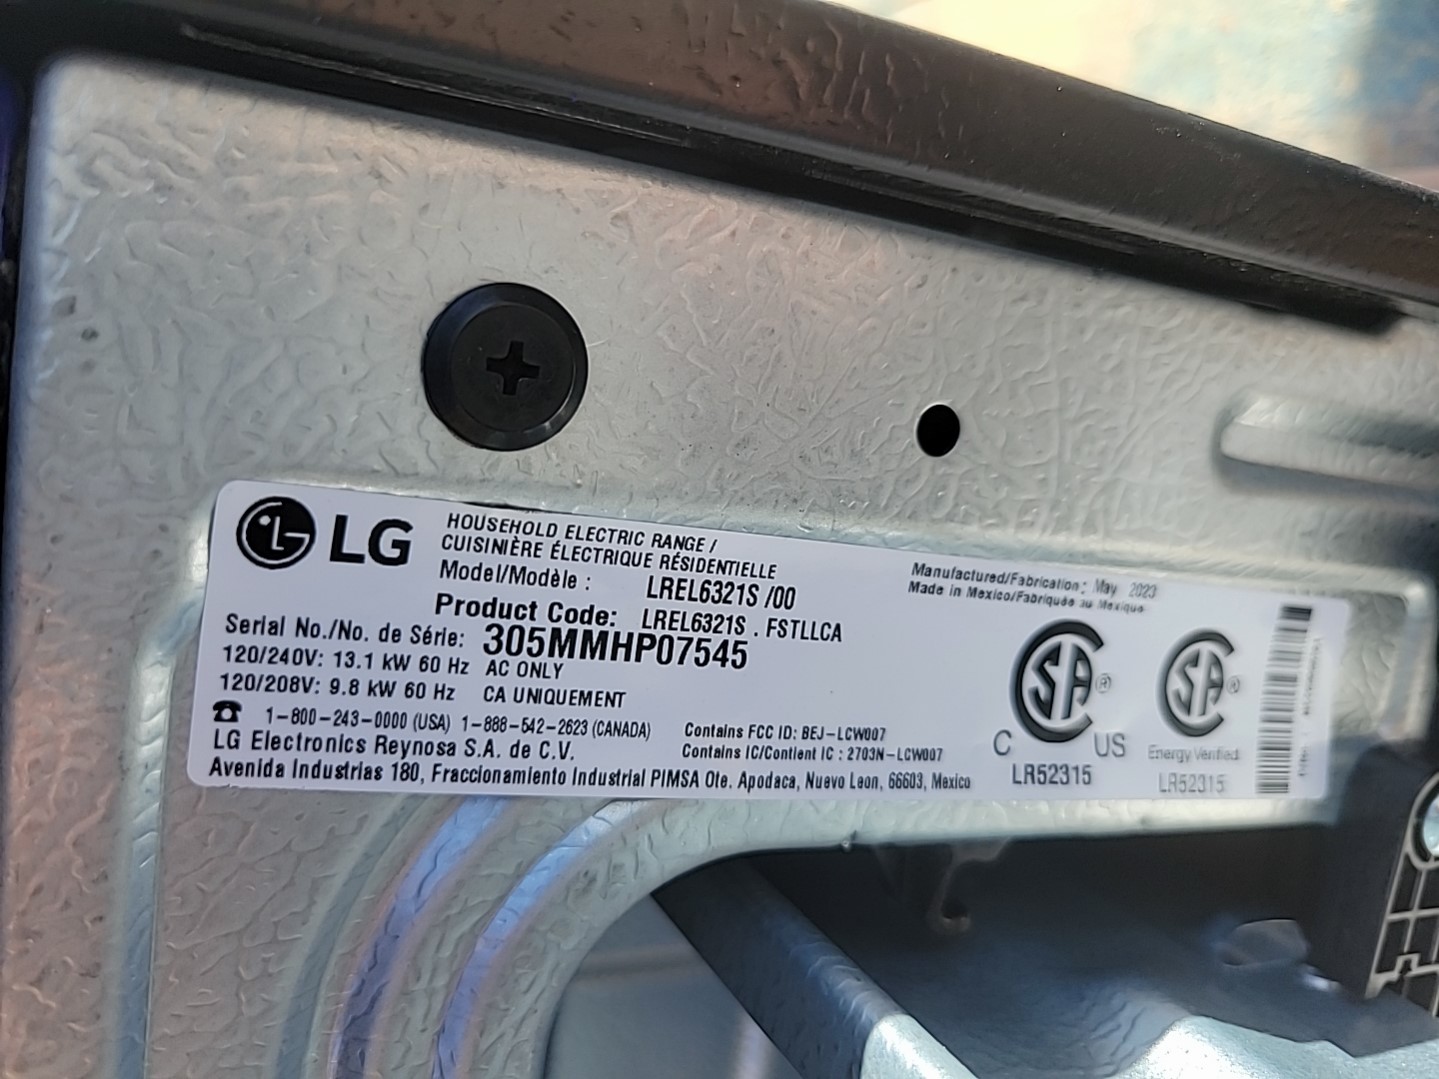 LG
HOUSEHOLD ELECTRIC RANGE /
CUISINIÈRE ÉLECTRIQUE RÉSIDENTIELLE
Model/Modèle : LREL6321S /00
Product Code: LREL6321S . FSTLLCA
Serial No./No. de Série: 305MMHP07545
120/240V: 13.1 kW 60 Hz AC ONLY
120/208V: 9.8 kW 60 Hz CA UNIQUEMENT
1-800-243-0000 (USA) 1-888-542-2623 (CANADA)
LG Electronics Reynosa S.A. de C.V.
Avenida Industrias 180, Fraccionamiento Industrial PIMSA Ote. Apodaca, Nuevo Leon, 66603, Mexico
Contains FCC ID: BEJ-LCW007
Contains IC/Contient IC : 2703N-LCW007
Manufactured/Fabrication: May 2023
Made in Mexico/Fabriquée au Mexique
SA ®
C US
LR52315
SA ®
Energy Verified
LR52315